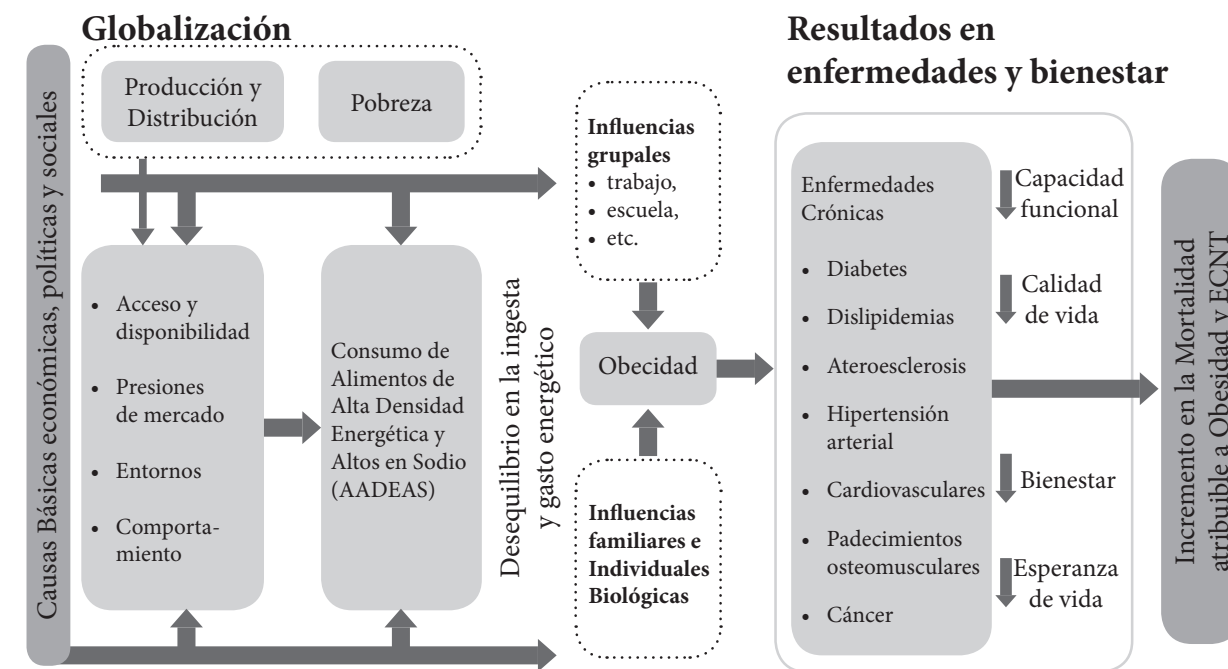 Globalización
Producción y
Distribución
Pobreza
Causas Básicas económicas, políticas y sociales
• Acceso y
disponibilidad
• Presiones
de mercado
• Entornos
• Comporta-
miento
Consumo de
Alimentos de
Alta Densidad
Energética y
Altos en Sodio
(AADEAS)
Desequilibrio en la ingesta
y gasto energético
Influencias
grupales
• trabajo,
• escuela,
• etc.
Obecidad
Influencias
familiares e
Individuales
Biológicas
Resultados en
enfermedades y bienestar
Enfermedades
Crónicas
• Diabetes
• Dislipidemias
• Ateroesclerosis
• Hipertensión
arterial
• Cardiovasculares
• Padecimientos
osteomusculares
• Cáncer
Capacidad
funcional
Calidad
de vida
Bienestar
Esperanza
de vida
Incremento en la Mortalidad
atribuible a Obesidad y ECNT